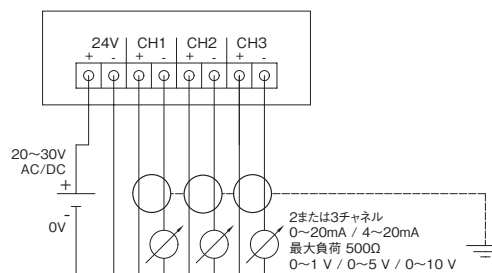 24V CH1 CH2 CH3
+ - + - + - + -
20～30V
AC/DC
+
-
0V
2または3チャネル
0～20mA / 4～20mA
最大負荷 500Ω
0～1 V / 0～5 V / 0～10 V